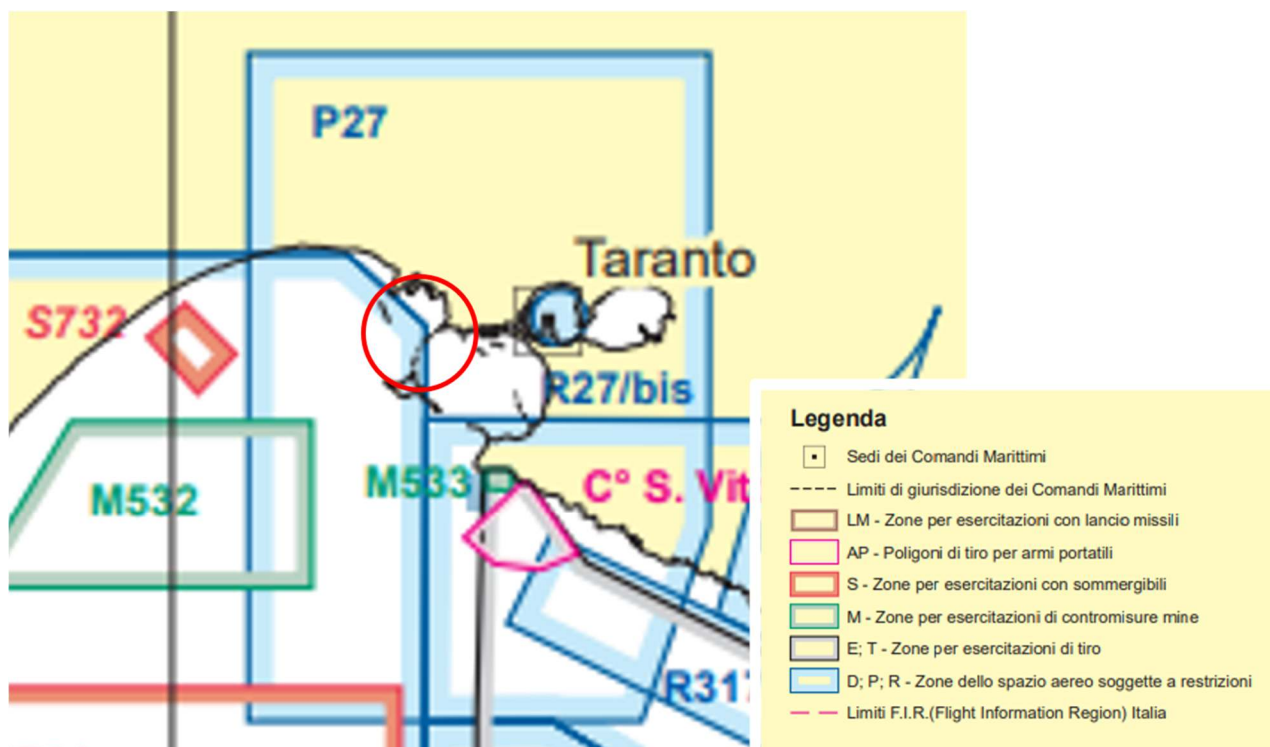 P27
Taranto
S732
R27/bis
M533
C° S. Vit
M532
R317
Legenda
Sedi dei Comandi Marittimi
Limiti di giurisdizione dei Comandi Marittimi
LM - Zone per esercitazioni con lancio missili
AP - Poligoni di tiro per armi portatili
S - Zone per esercitazioni con sommergibili
M - Zone per esercitazioni di contromisure mine
E; T - Zone per esercitazioni di tiro
D; P; R - Zone dello spazio aereo soggette a restrizioni
Limiti F.I.R.(Flight Information Region) Italia